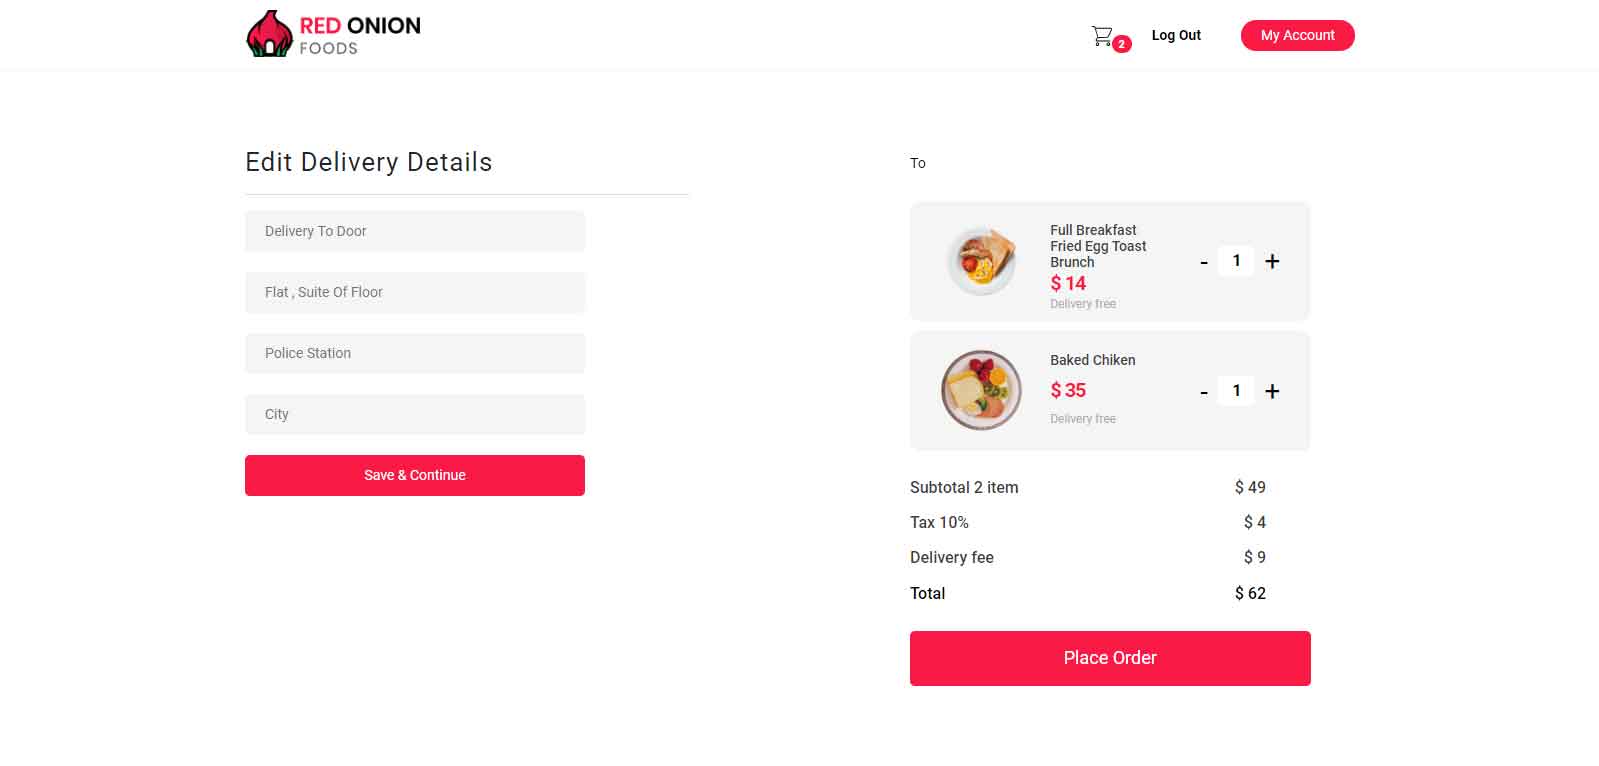 RED ONION
FOODS
2
Log Out
My Account
Edit Delivery Details
Delivery To Door
Flat , Suite Of Floor
Police Station
City
Save & Continue
To
Full Breakfast
Fried Egg Toast
Brunch
$ 14
Delivery free
- 1 +
Baked Chiken
$ 35
Delivery free
- 1 +
Subtotal 2 item $ 49
Tax 10% $ 4
Delivery fee $ 9
Total $ 62
Place Order